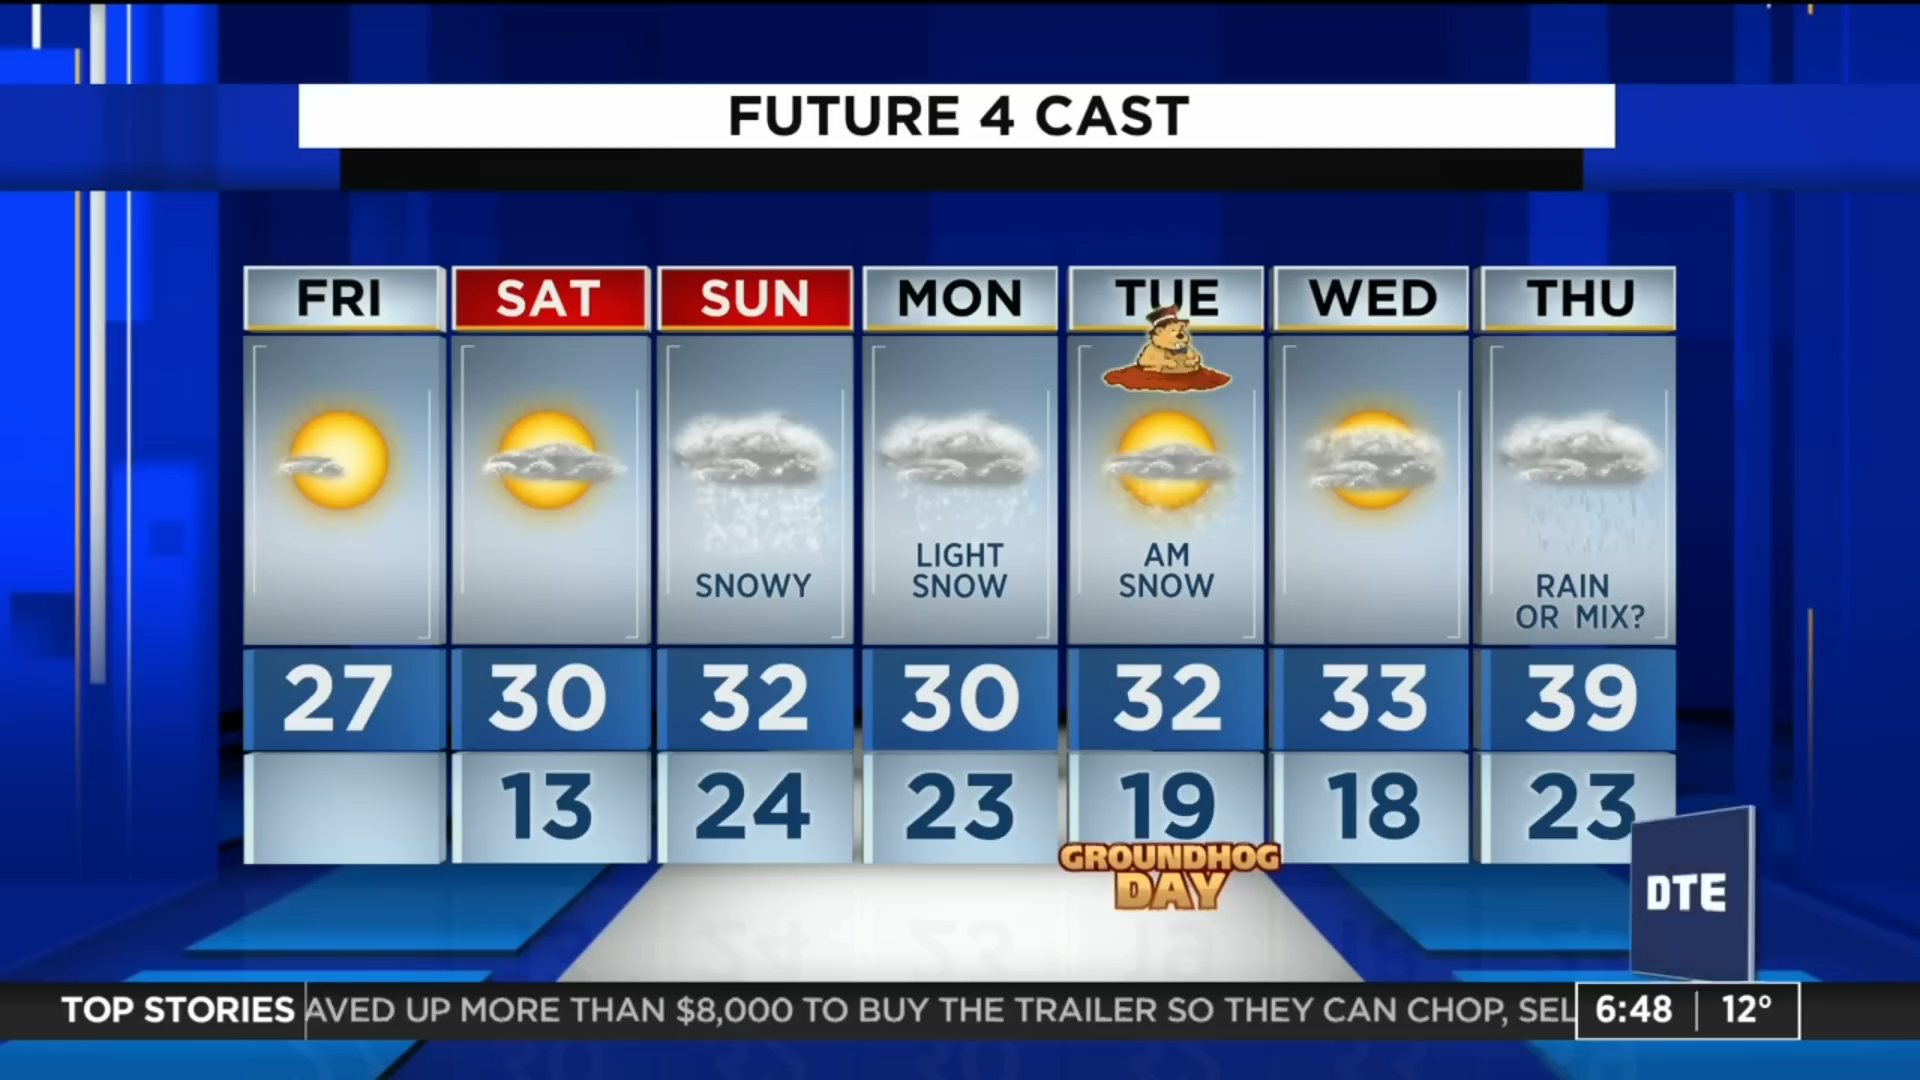 FUTURE 4 CAST
FRI SAT SUN MON TUE WED THU
SNOWY
LIGHT
SNOW
AM
SNOW
RAIN
OR MIX?
27 30 32 30 32 33 39
13 24 23 19 18 23
GROUNDHOG
DAY
DTE
TOP STORIES AVED UP MORE THAN $8,000 TO BUY THE TRAILER SO THEY CAN CHOP, SEL 6:48 12°